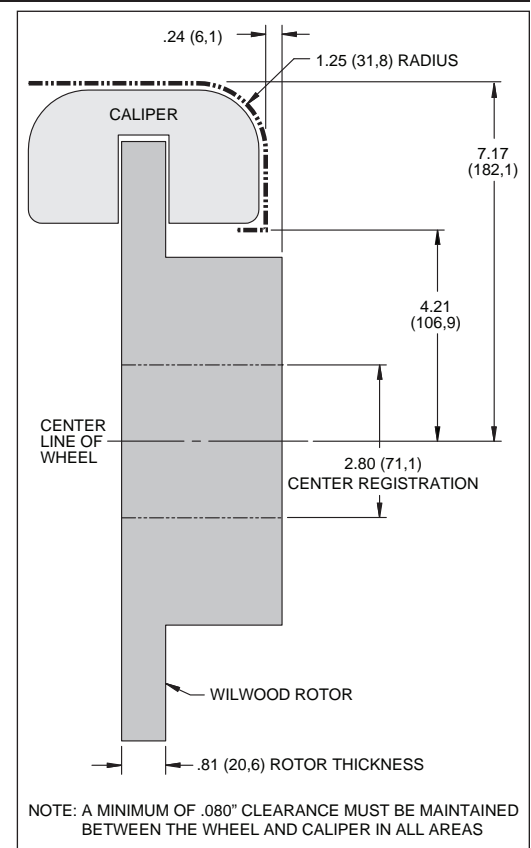 .24 (6,1)
1.25 (31,8) RADIUS
CALIPER
7.17
(182,1)
4.21
(106,9)
CENTER
LINE OF
WHEEL
2.80 (71,1)
CENTER REGISTRATION
WILWOOD ROTOR
.81 (20,6) ROTOR THICKNESS
NOTE: A MINIMUM OF .080" CLEARANCE MUST BE MAINTAINED
BETWEEN THE WHEEL AND CALIPER IN ALL AREAS